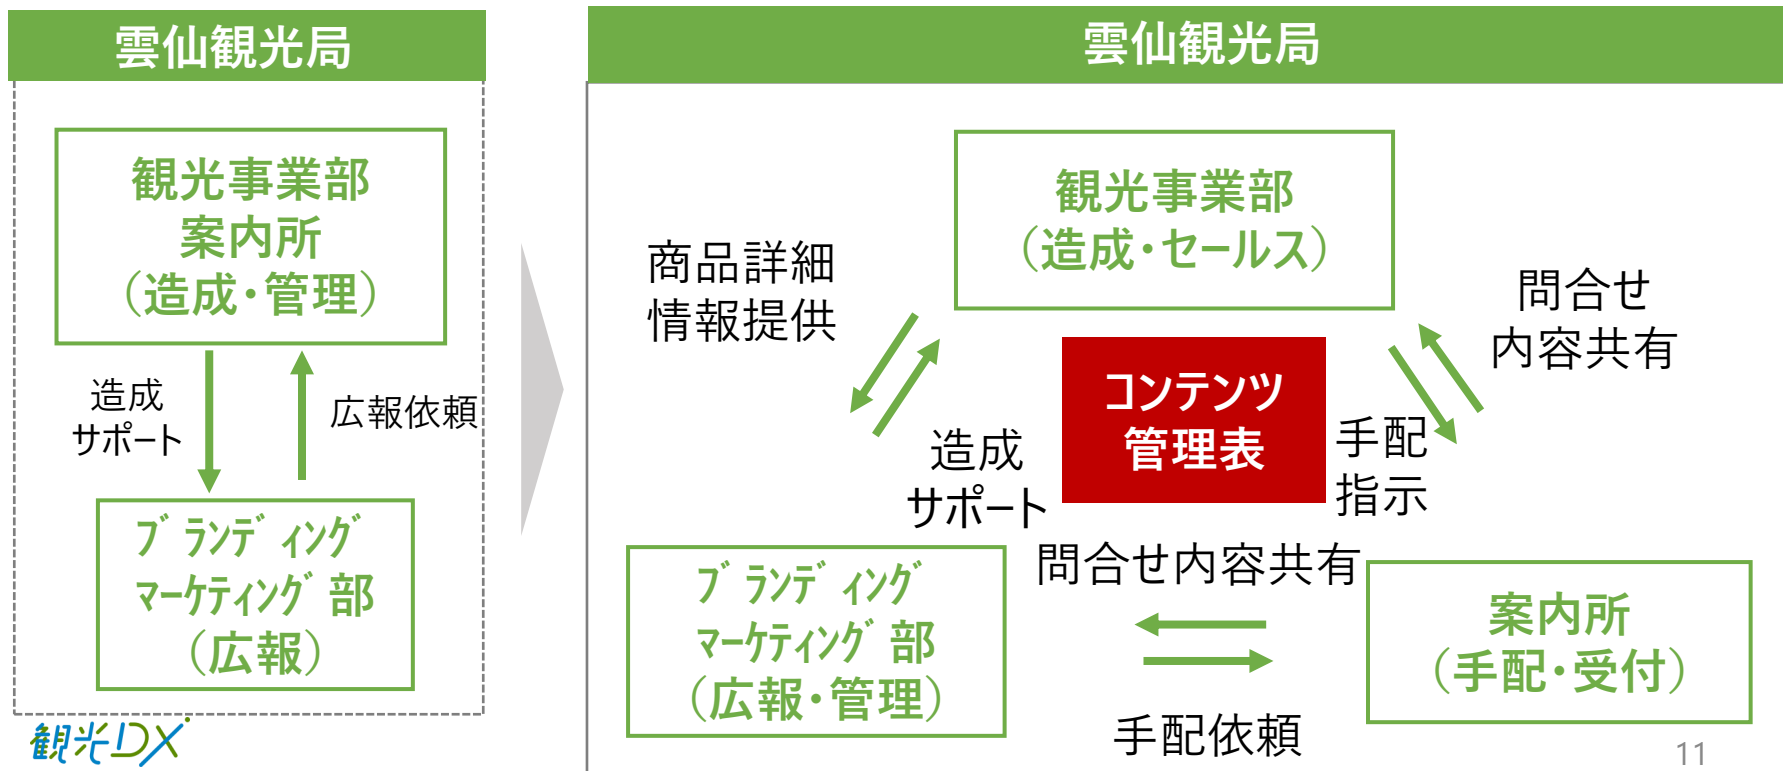 雲仙観光局
観光事業部
案内所
（造成・管理）
造成
サポート
広報依頼
ﾌﾞﾗﾝﾃﾞｨﾝｸﾞ
ﾏｰｹﾃｨﾝｸﾞ部
（広報）
観光DX
雲仙観光局
観光事業部
（造成・セールス）
商品詳細
情報提供
問合せ
内容共有
コンテンツ
管理表
造成
サポート
手配
指示
問合せ内容共有
ﾌﾞﾗﾝﾃﾞｨﾝｸﾞ
ﾏｰｹﾃｨﾝｸﾞ部
（広報・管理）
案内所
（手配・受付）
手配依頼
11